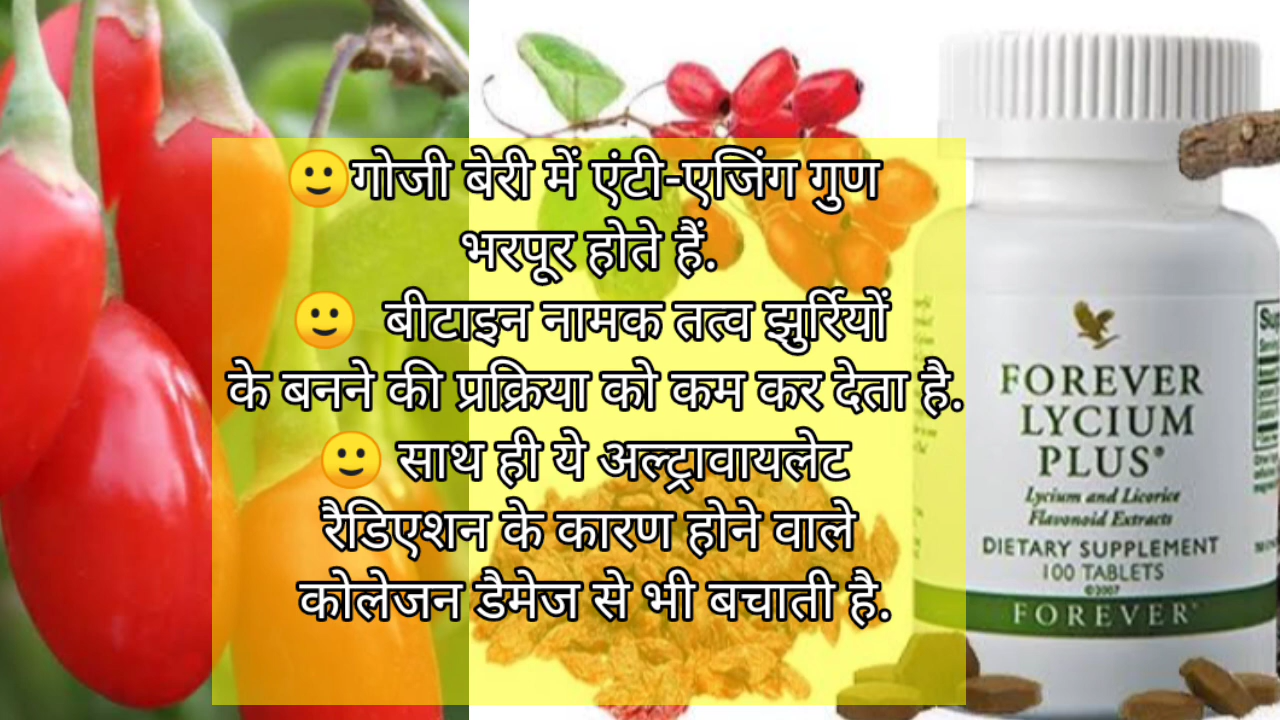 🙂गोजी बेरी में एंटी-एजिंग गुण
भरपूर होते हैं.
🙂 बीटाइन नामक तत्व झुर्रियों
के बनने की प्रक्रिया को कम कर देता है.
🙂 साथ ही ये अल्ट्रावायलेट
रैडिएशन के कारण होने वाले
कोलेजन डैमेज से भी बचाती है.
FOREVER
LYCIUM
PLUS®
Lycium and Licorice
Flavonoid Extracts
DIETARY SUPPLEMENT
100 TABLETS
©2007
FOREVER